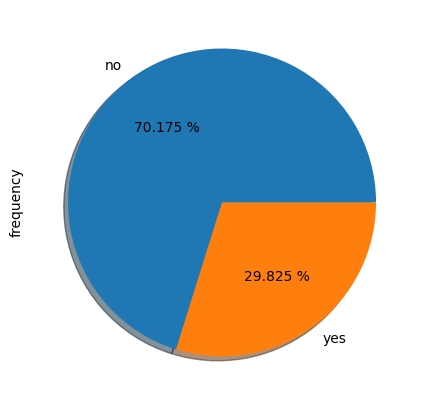 no
70.175 %
frequency
29.825 %
yes